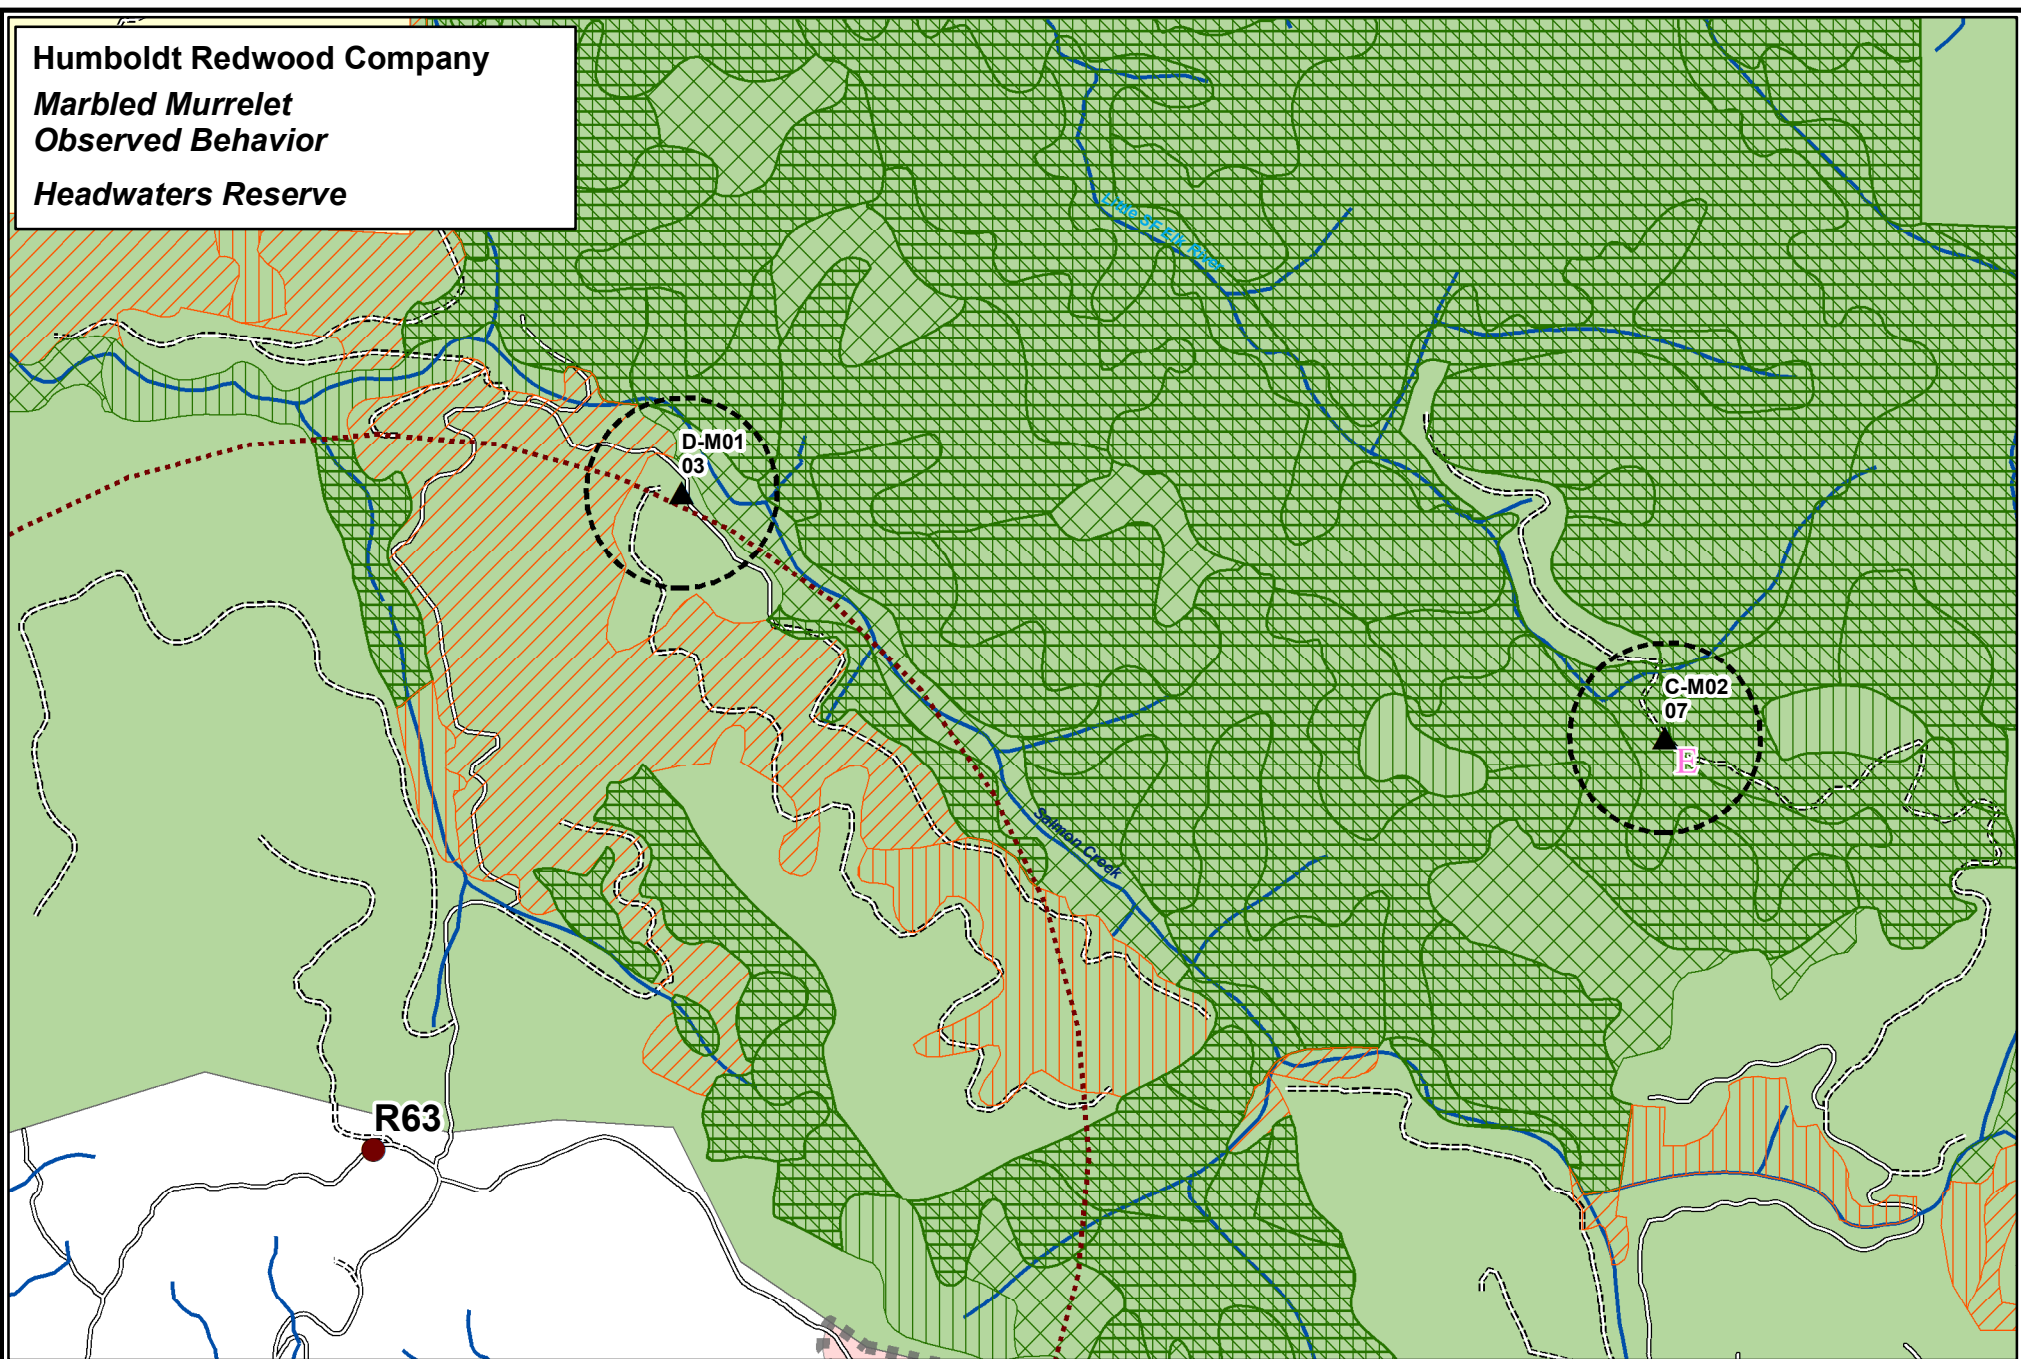 Humboldt Redwood Company
Marbled Murrelet
Observed Behavior
Headwaters Reserve
Little SF Elk River
D-M01
03
C-M02
07
E
Salmon Creek
R63